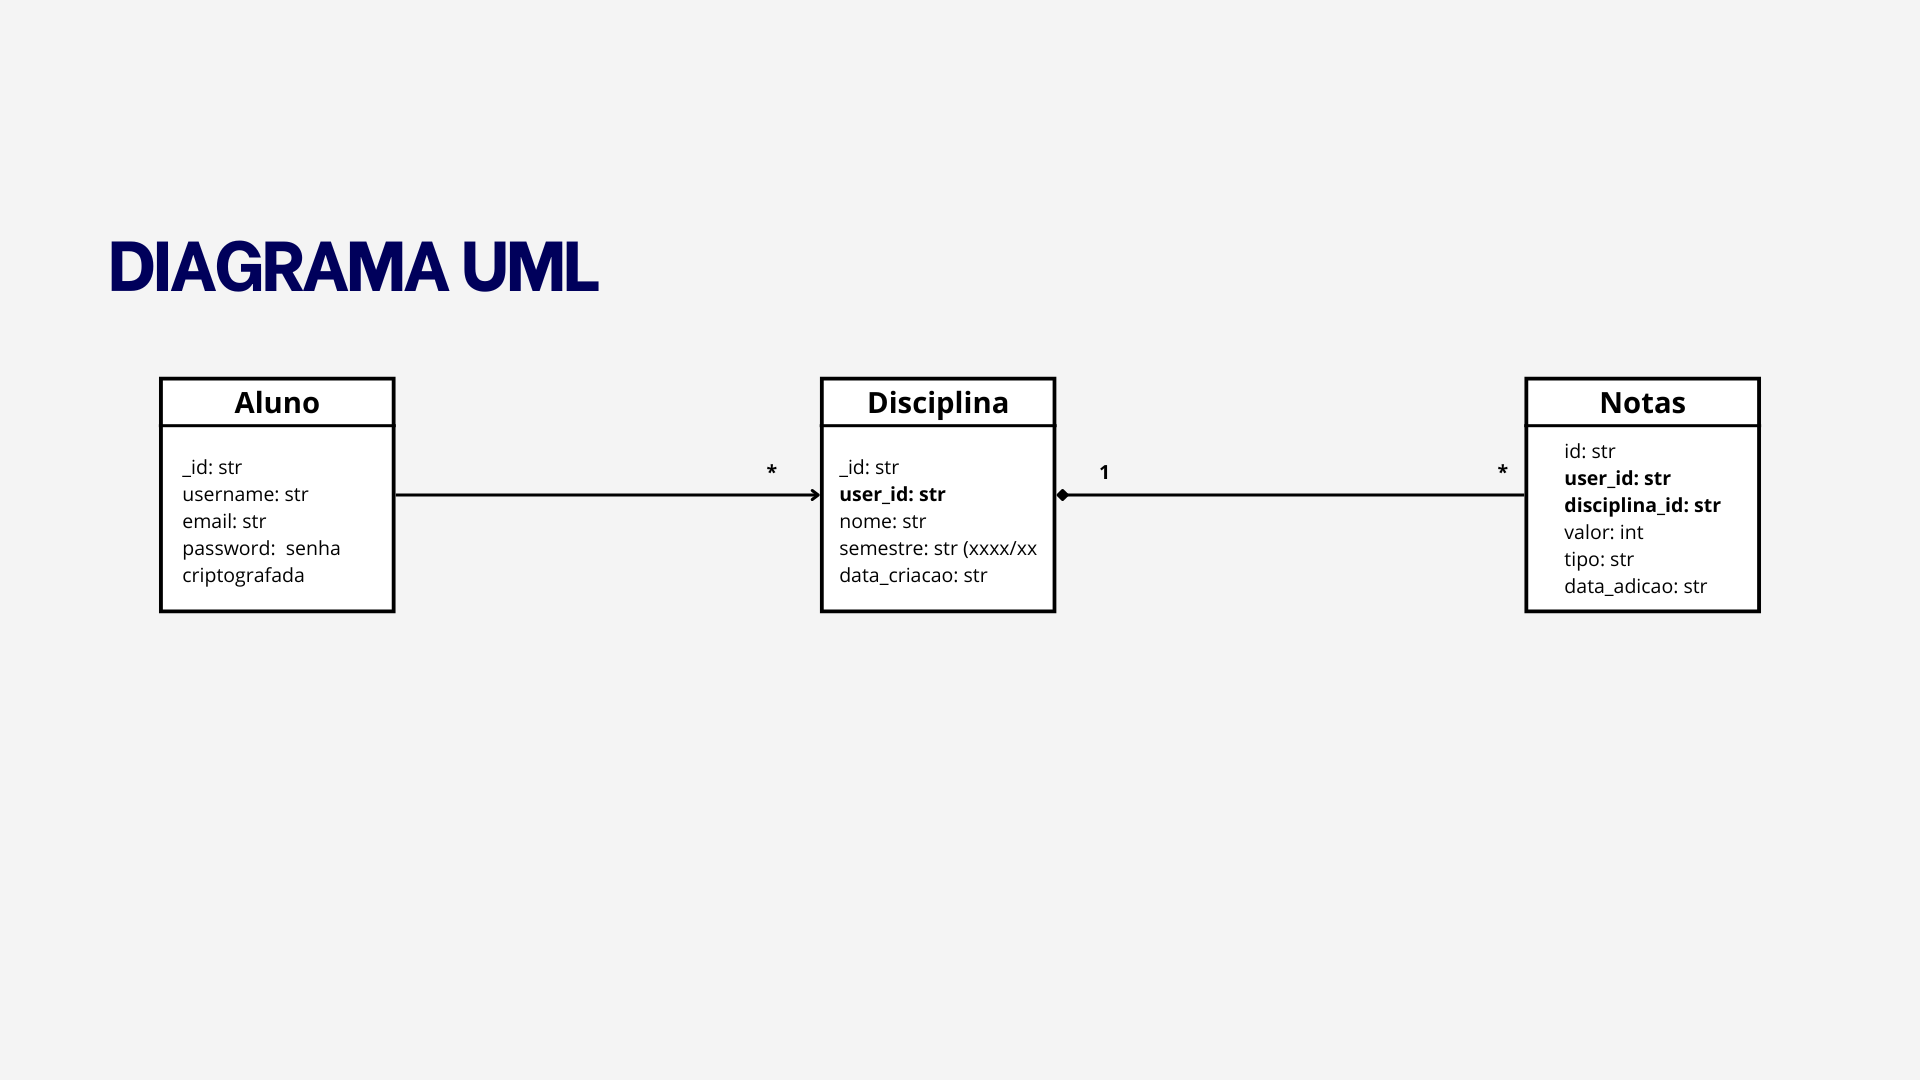 DIAGRAMA UML
Aluno
_id: str
username: str
email: str
password:  senha
criptografada
*
Disciplina
_id: str
user_id: str
nome: str
semestre: str (xxxx/xx
data_criacao: str
1
*
Notas
id: str
user_id: str
disciplina_id: str
valor: int
tipo: str
data_adicao: str